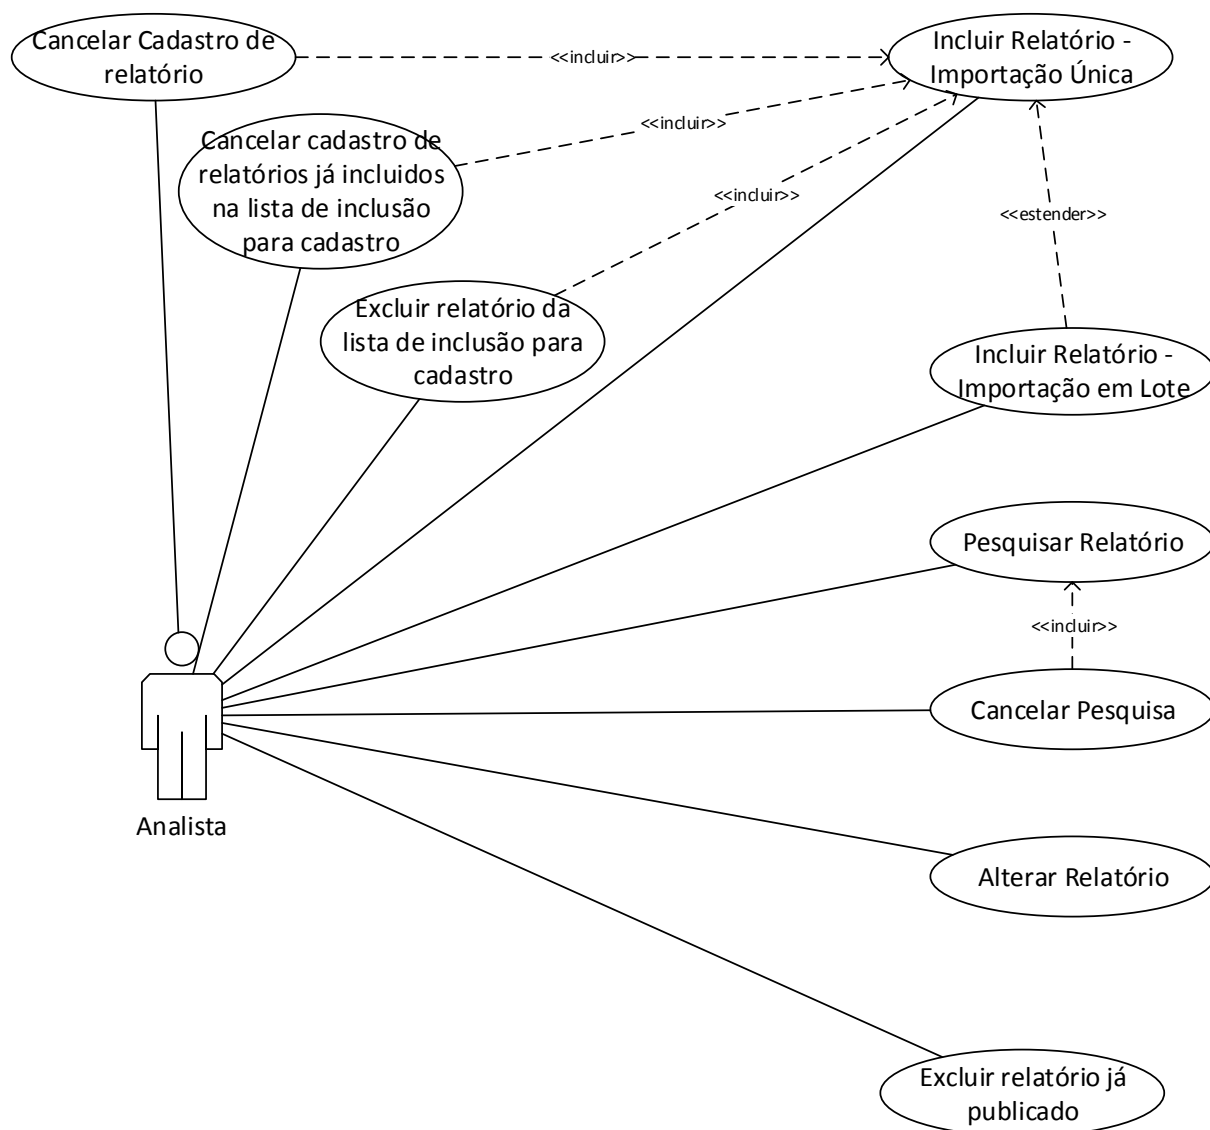 Cancelar Cadastro de
relatório
<<incluir>>
Incluir Relatório -
Importação Única
Cancelar cadastro de
relatórios já incluidos
na lista de inclusão
para cadastro
<<incluir>>
<<incluir>>
<<estender>>
Excluir relatório da
lista de inclusão para
cadastro
Incluir Relatório -
Importação em Lote
Pesquisar Relatório
<<incluir>>
Cancelar Pesquisa
Analista
Alterar Relatório
Excluir relatório já
publicado